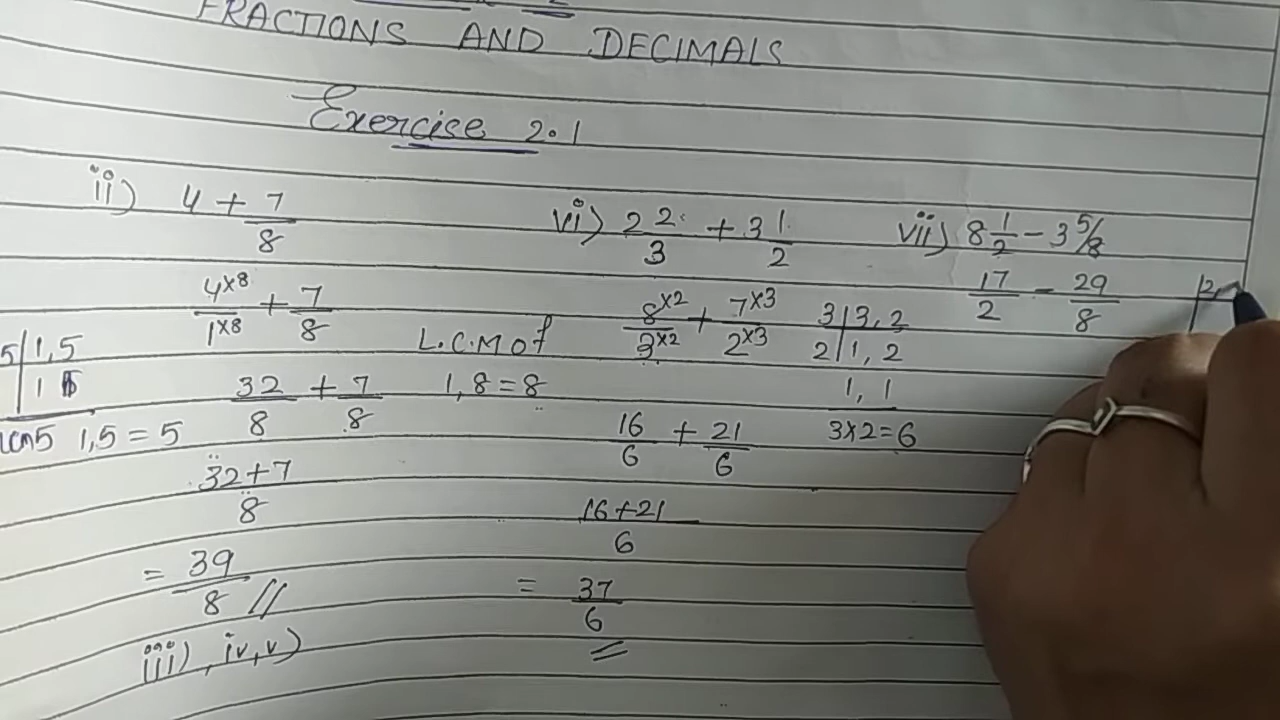 FRACTIONS AND DECIMALS
Exercise 2.1
ii) 4 + 7/8
4×8/1×8 + 7/8
L.C.M of
1,8 = 8
32/8 + 7/8
32+7/8
= 39/8 //
iii), iv, v)
5 | 1,5
1
5 1,5 = 5
vi) 2 2/3 + 3 1/2
8×2/3×2 + 7×3/2×3
3 | 3, 2
2 | 1, 2
1, 1
3×2=6
16/6 + 21/6
16+21/6
= 37/6
vii) 8 1/2 - 3 5/8
17/2 - 29/8